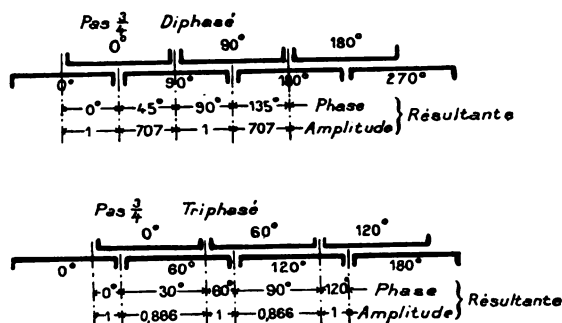 Pas 3/4 Diphasé
0° 90° 180°
0° 90° 270°
0° 45° 90° 135° Phase
1 707 1 707 Amplitude
Résultante
Pas 3/4 Triphasé
0° 60° 120°
0° 60° 120° 180°
0° 30° 60° 90° 120° Phase
1 0,866 1 0,866 1 Amplitude
Résultante